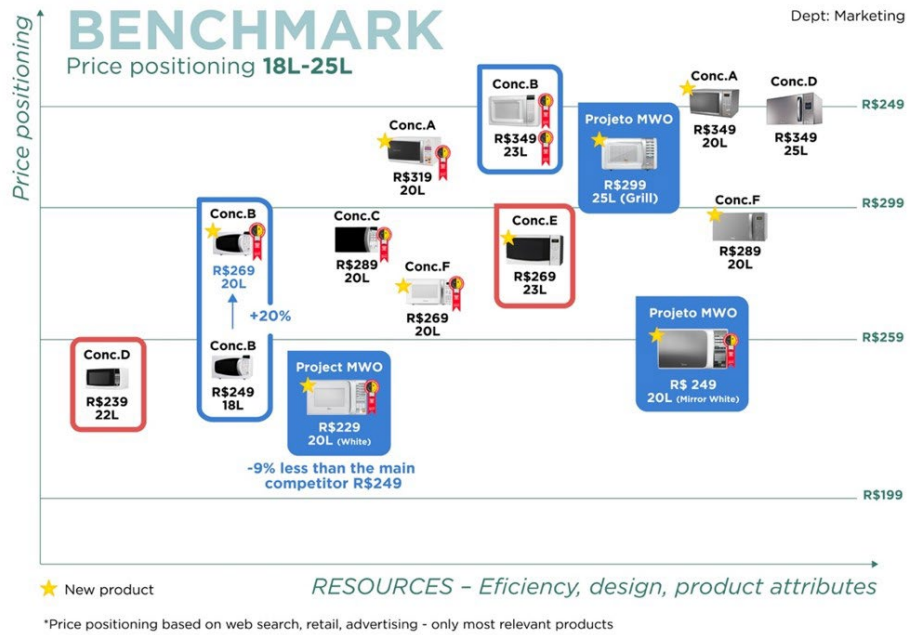 BENCHMARK
Price positioning 18L-25L
Dept: Marketing
Price positioning
Conc.A
R$319
20L
Conc.B
R$349
23L
Projeto MWO
R$299
25L (Grill)
Conc.A
R$349
20L
Conc.D
R$349
25L
R$249
R$299
Conc.B
R$269
20L
+20%
Conc.B
R$249
18L
Conc.C
R$289
20L
Conc.F
R$269
20L
Conc.E
R$269
23L
Conc.F
R$289
20L
R$259
Conc.D
R$239
22L
Project MWO
R$229
20L (White)
-9% less than the main
competitor R$249
Projeto MWO
R$ 249
20L (Mirror White)
R$199
New product
RESOURCES – Eficiency, design, product attributes
*Price positioning based on web search, retail, advertising - only most relevant products